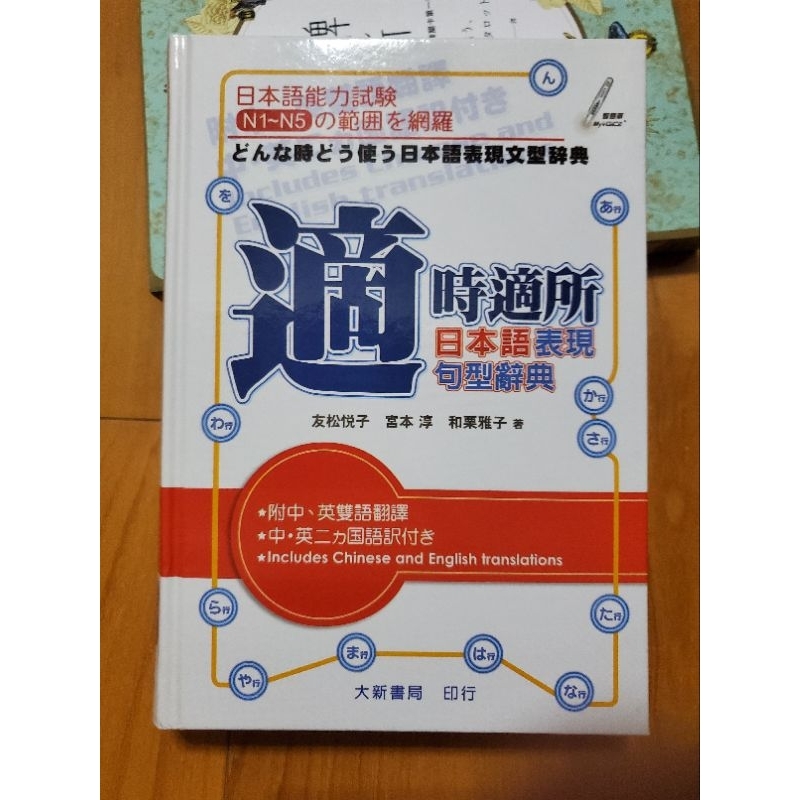 日本語能力試験
N1~N5の範囲を網羅
どんな時どう使う日本語表現文型辞典
適時適所
日本語表現
句型辭典
友松悦子 宮本 淳 和栗雅子 著
★附中、英雙語翻譯
★中・英二ヵ国語訳付き
★Includes Chinese and English translations
ん
を
あ行
か行
わ行
さ行
ら行
た行
ま行
は行
や行
な行
大新書局 印行